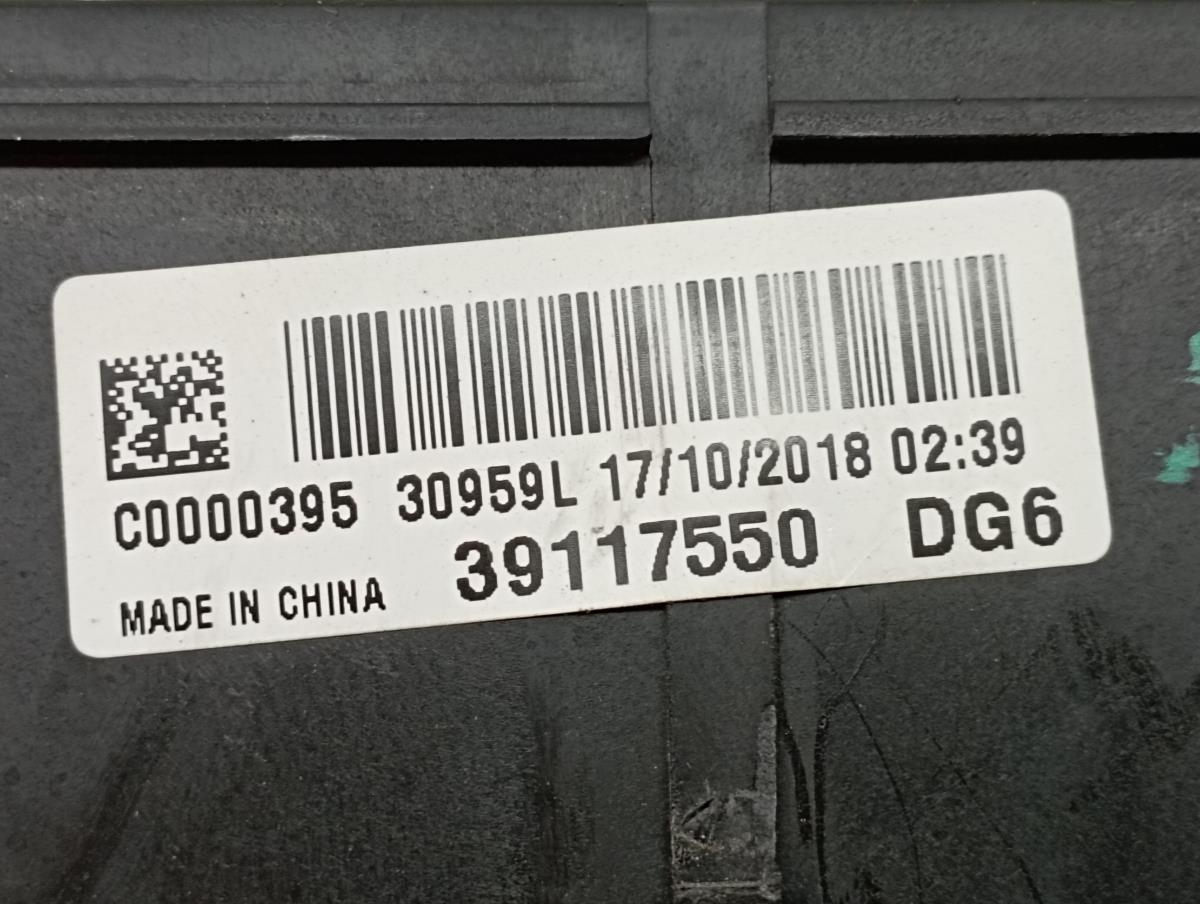 C0000395 30959L 17/10/2018 02:39
MADE IN CHINA 39117550 DG6